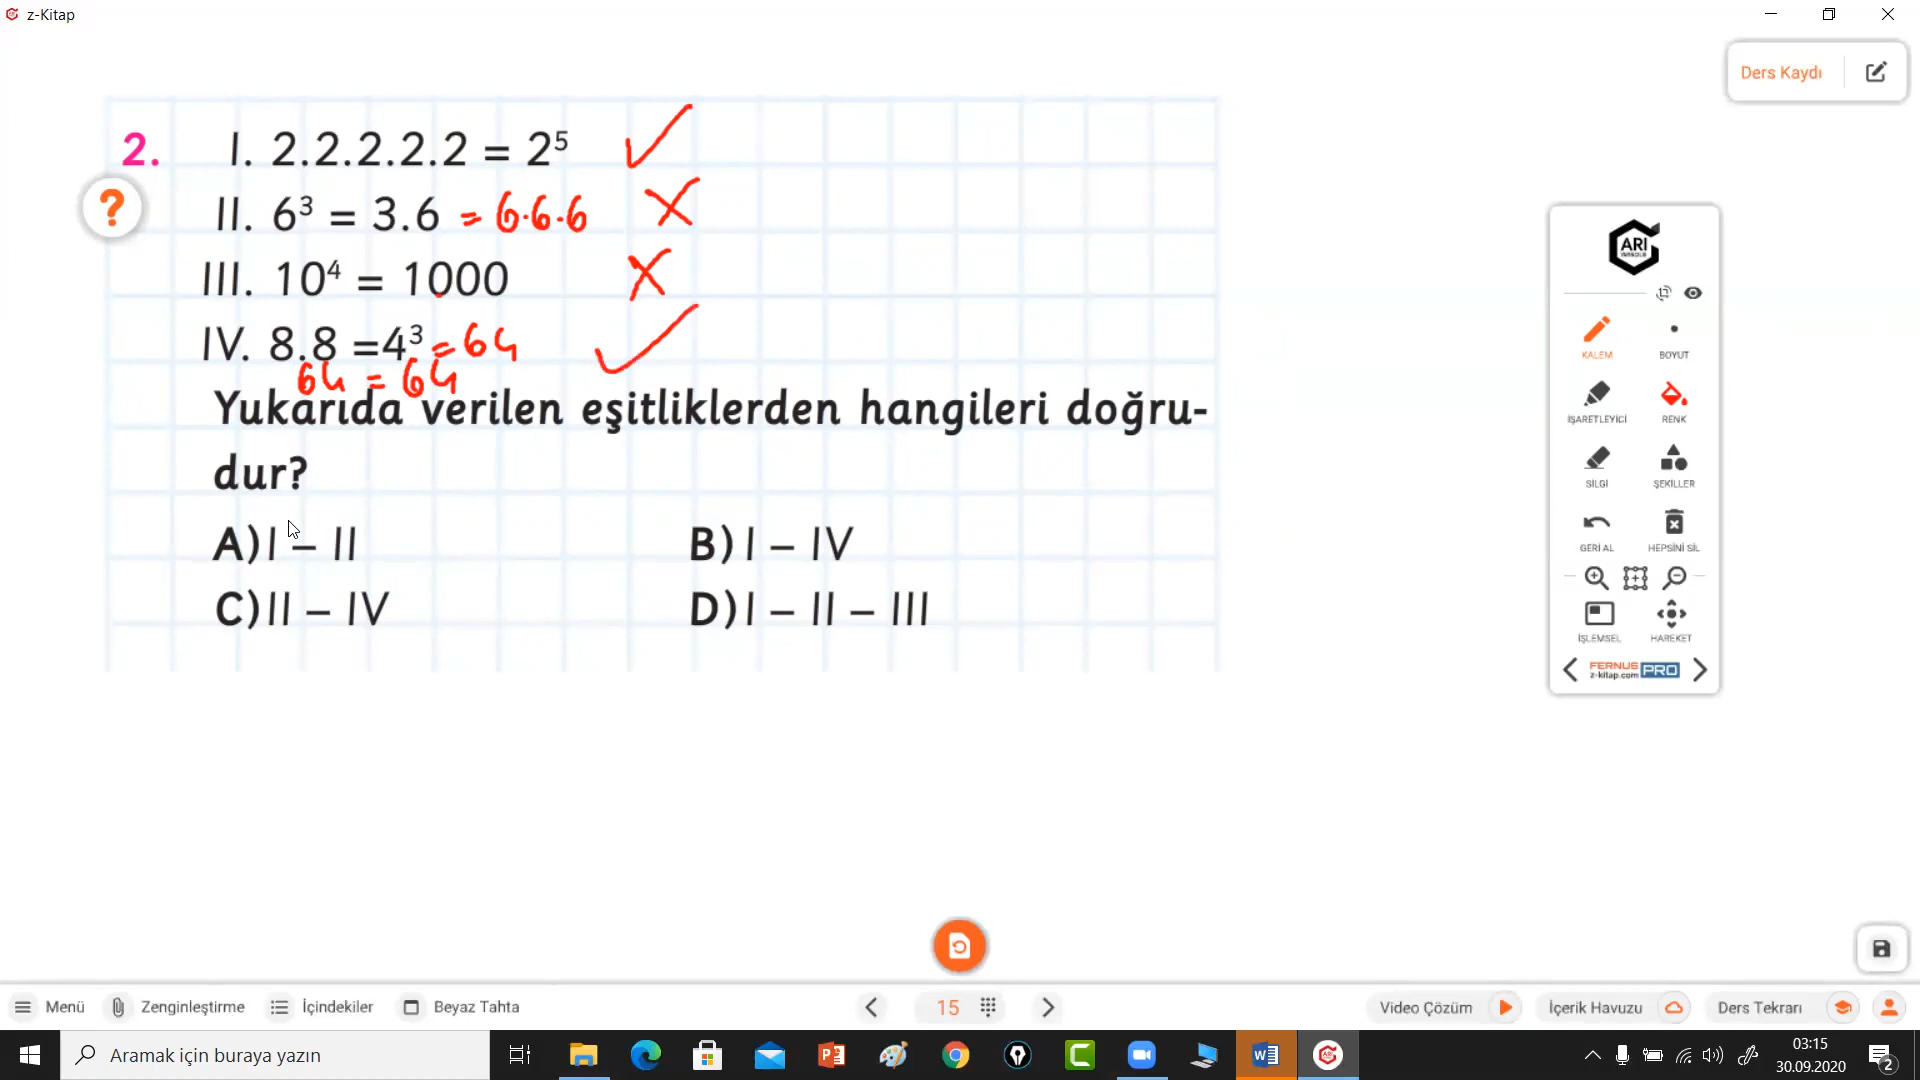 z-Kitap
Ders Kaydı
2. I. 2.2.2.2.2 = 2⁵
? II. 6³ = 3.6 = 6.6.6
III. 10⁴ = 1000
IV. 8.8 =4³ = 64
64 = 64
Yukarıda verilen eşitliklerden hangileri doğru-
dur?
A) I – II B) I – IV
C) II – IV D) I – II – III
ARI
KALEM BOYUT
İŞARETLEYİCİ RENK
SİLGİ ŞEKİLLER
GERİ AL HEPSİNİ SİL
İŞLEMSEL HAREKET
FERNUS
z-kitap.com PRO
Menü Zenginleştirme İçindekiler Beyaz Tahta 15 Video Çözüm İçerik Havuzu Ders Tekrarı
Aramak için buraya yazın
03:15
30.09.2020
2